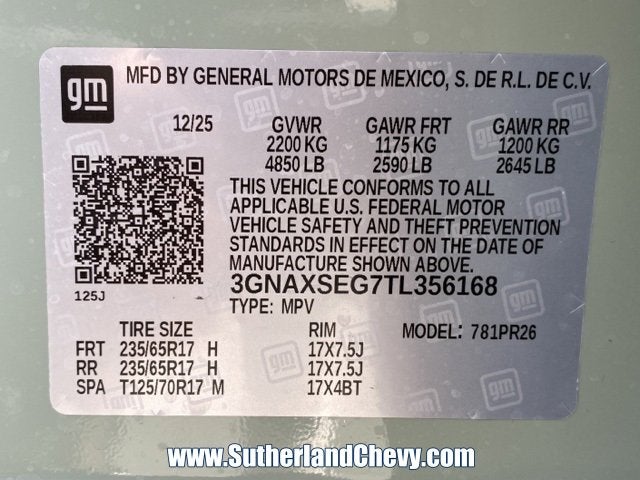 gm MFD BY GENERAL MOTORS DE MEXICO, S. DE R.L. DE C.V.
12/25 GVWR GAWR FRT GAWR RR
2200 KG 1175 KG 1200 KG
4850 LB 2590 LB 2645 LB
THIS VEHICLE CONFORMS TO ALL
APPLICABLE U.S. FEDERAL MOTOR
VEHICLE SAFETY AND THEFT PREVENTION
STANDARDS IN EFFECT ON THE DATE OF
MANUFACTURE SHOWN ABOVE.
125J
3GNAXSEG7TL356168
TYPE: MPV
TIRE SIZE RIM MODEL: 781PR26
FRT 235/65R17 H 17X7.5J
RR 235/65R17 H 17X7.5J
SPA T125/70R17 M 17X4BT
www.SutherlandChevy.com